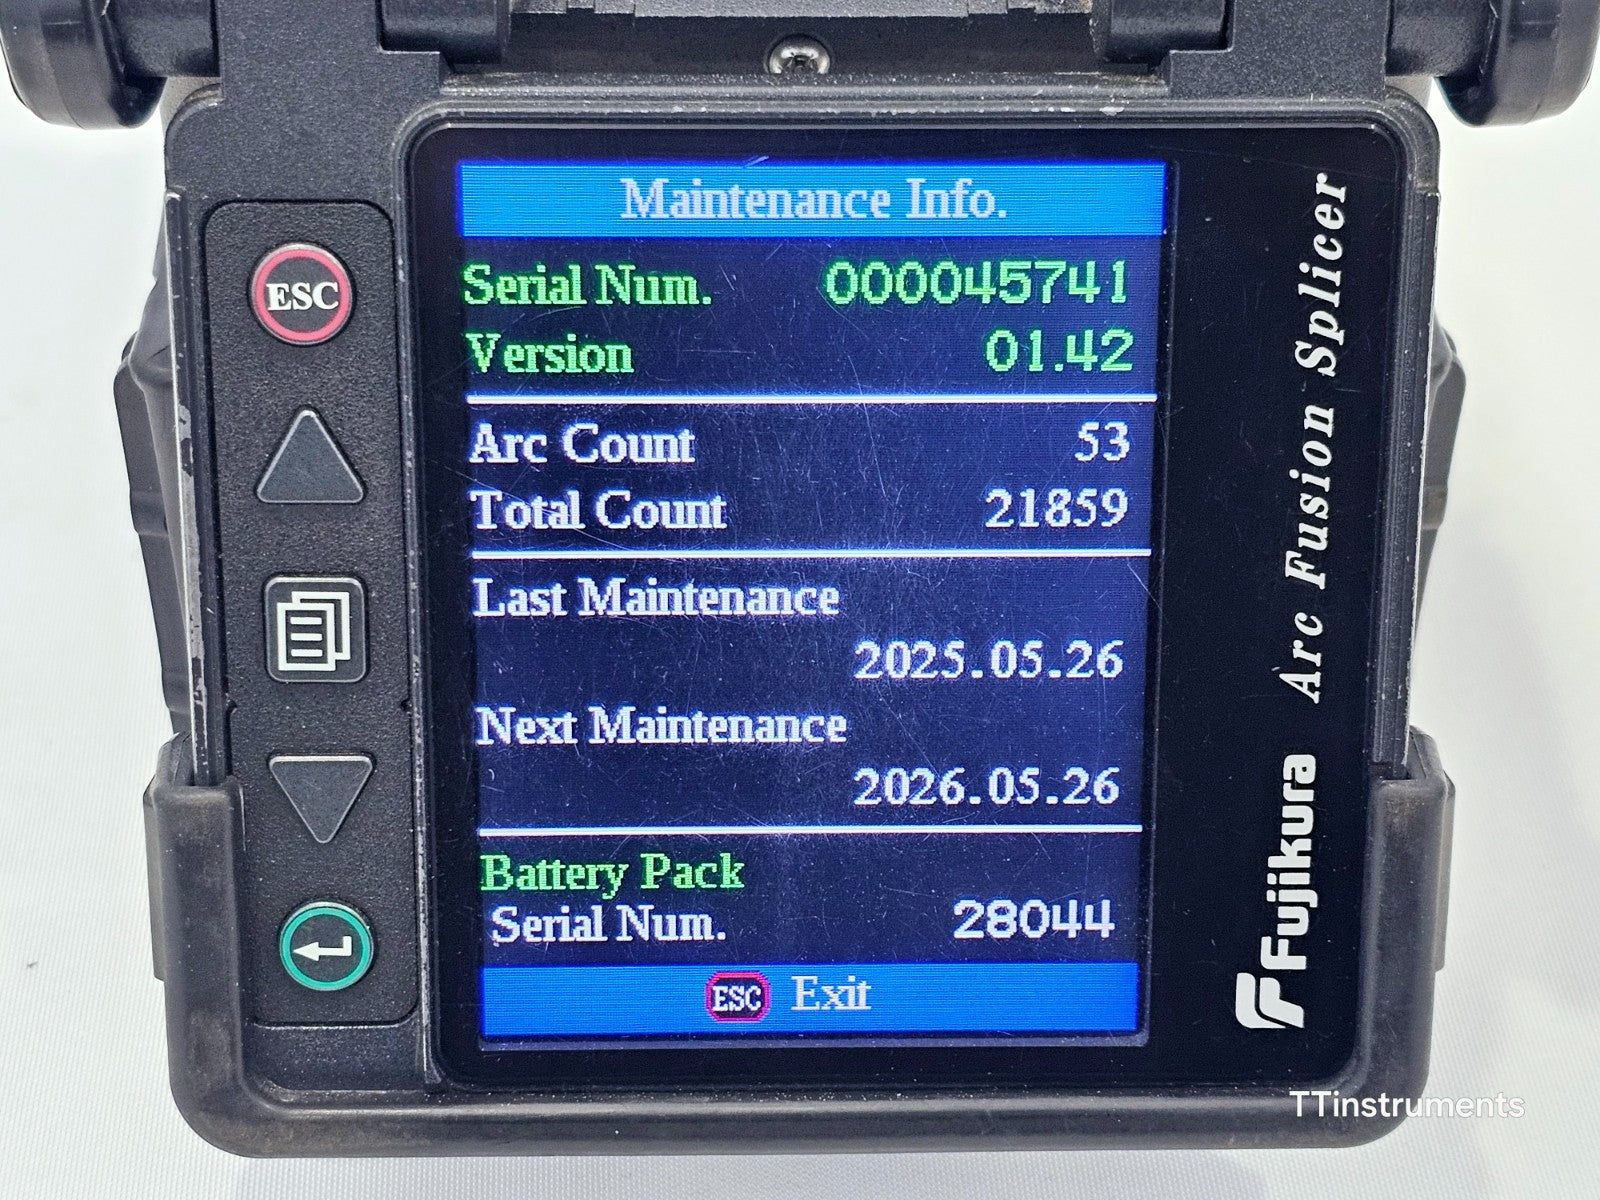 Maintenance Info.
ESC
Serial Num. 000045741
Version 01.42
Arc Count 53
Total Count 21859
Last Maintenance
2025.05.26
Next Maintenance
2026.05.26
Battery Pack
Serial Num. 28044
ESC Exit
Fujikura Arc Fusion Splicer
TTinstruments